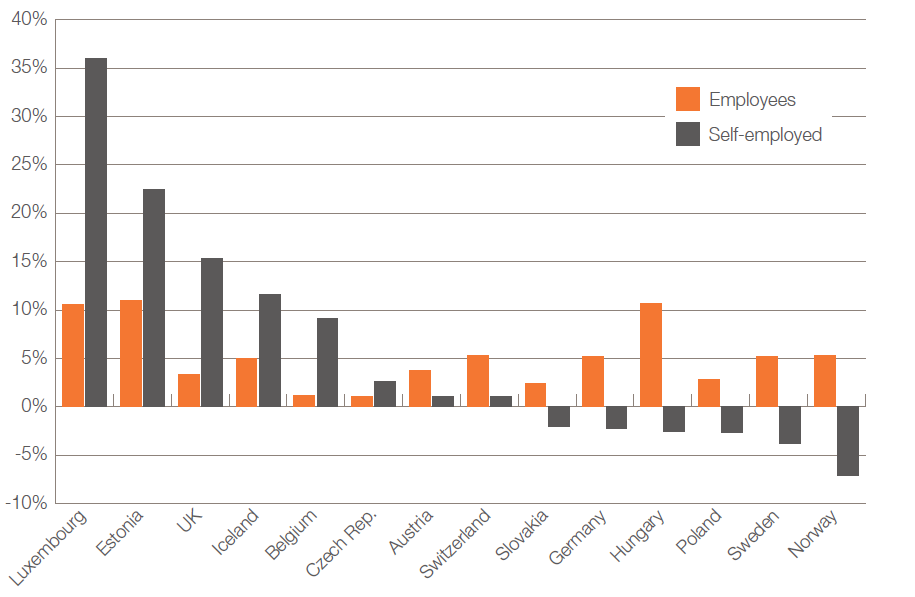 40%
35%
30%
25%
20%
15%
10%
5%
0%
-5%
-10%
Employees
Self-employed
Luxembourg
Estonia
UK
Iceland
Belgium
Czech Rep.
Austria
Switzerland
Slovakia
Germany
Hungary
Poland
Sweden
Norway